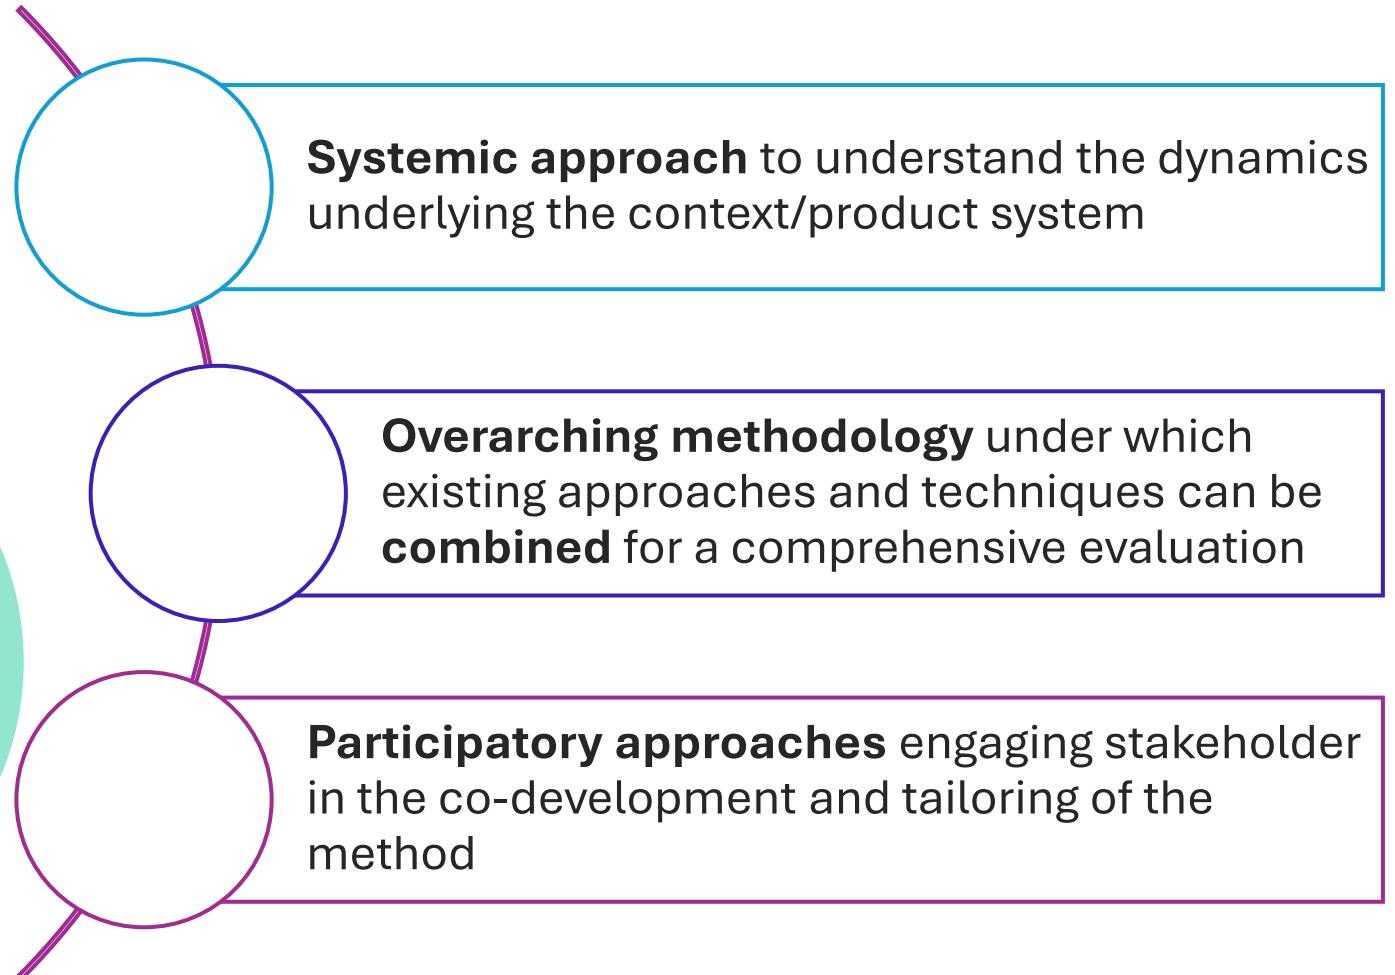 Systemic approach to understand the dynamics
underlying the context/product system
Overarching methodology under which
existing approaches and techniques can be
combined for a comprehensive evaluation
Participatory approaches engaging stakeholder
in the co-development and tailoring of the
method